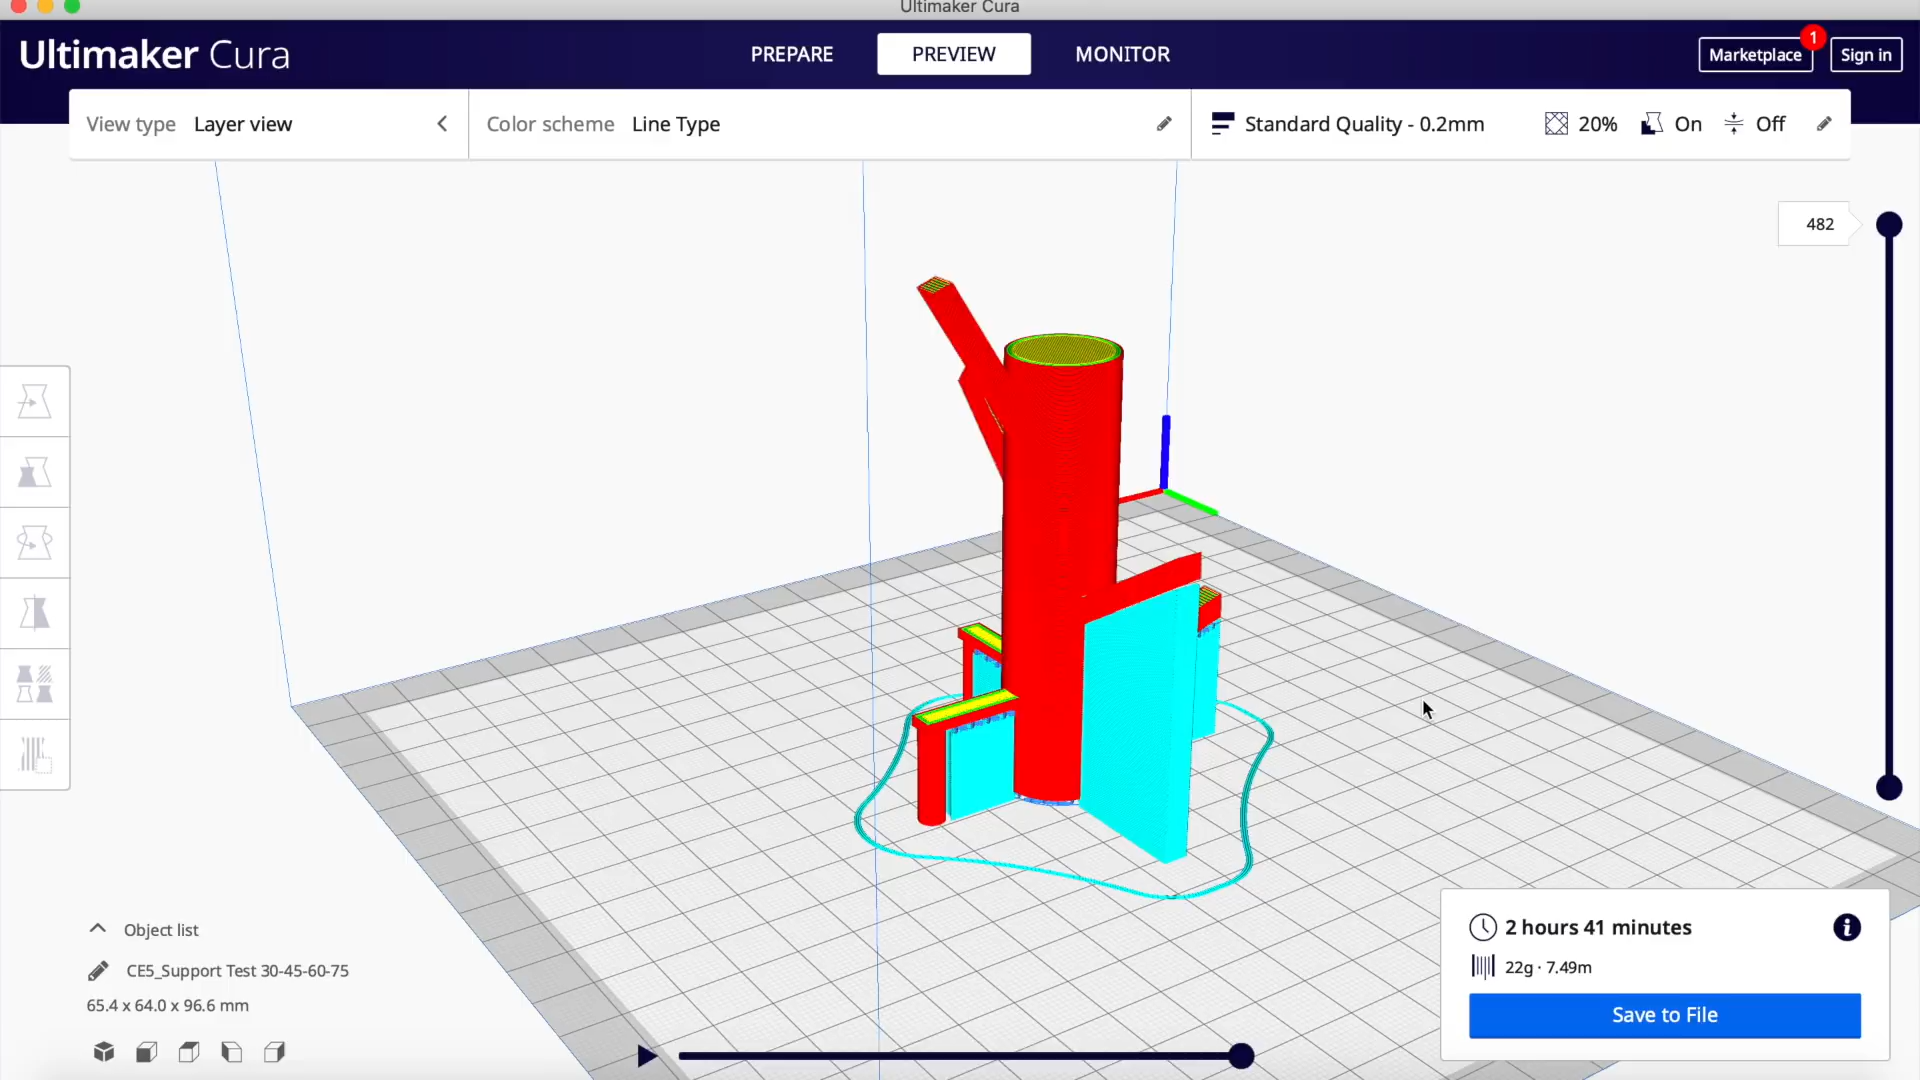 Ultimaker Cura
Ultimaker Cura
PREPARE
PREVIEW
MONITOR
Marketplace
1
Sign in
View type Layer view
Color scheme Line Type
Standard Quality - 0.2mm
20%
On
Off
482
Object list
CE5_Support Test 30-45-60-75
65.4 x 64.0 x 96.6 mm
2 hours 41 minutes
22g · 7.49m
Save to File